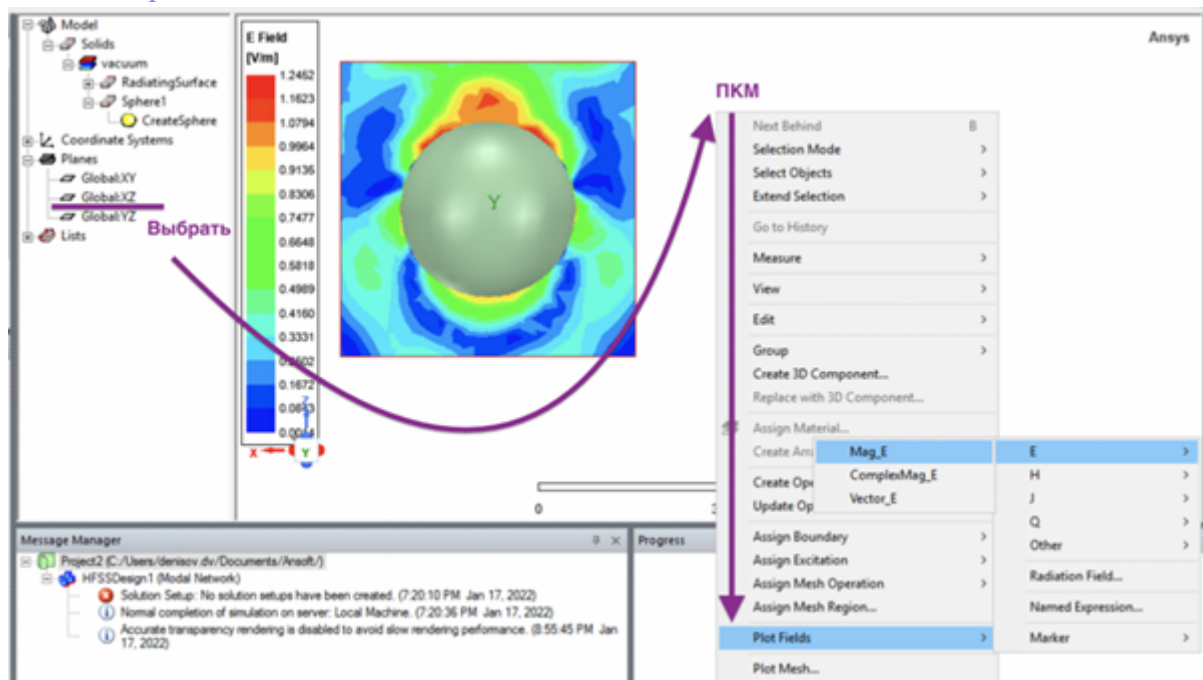 Model
Solids
vacuum
RadiatingSurface
Sphere1
CreateSphere
Coordinate Systems
Planes
Global:XY
Global:XZ
Global:YZ
Lists
Выбрать
E Field
[V/m]
1.2462
1.1623
1.0794
0.9964
0.9135
0.8306
0.7477
0.6648
0.5818
0.4989
0.4160
0.3331
0.1672
Z
X
Y
Y
0
Ansys
ПКМ
Next Behind B
Selection Mode
Select Objects
Extend Selection
Go to History
Measure
View
Edit
Group
Create 3D Component...
Replace with 3D Component...
Assign Material...
Create
Create
Update
Assign Boundary
Assign Excitation
Assign Mesh Operation
Assign Mesh Region...
Plot Fields
Plot Mesh...
Mag_E
ComplexMag_E
Vector_E
E
H
J
Q
Other
Radiation Field...
Named Expression...
Marker
Message Manager
Progress
Project2 (C:/Users/denisov.dv/Documents/Ansoft/)
HFSSDesign1 (Modal Network)
Solution Setup: No solution setups have been created. (7:20:10 PM Jan 17, 2022)
Normal completion of simulation on server: Local Machine. (7:20:36 PM Jan 17, 2022)
Accurate transparency rendering is disabled to avoid slow rendering performance. (8:55:45 PM Jan
17, 2022)